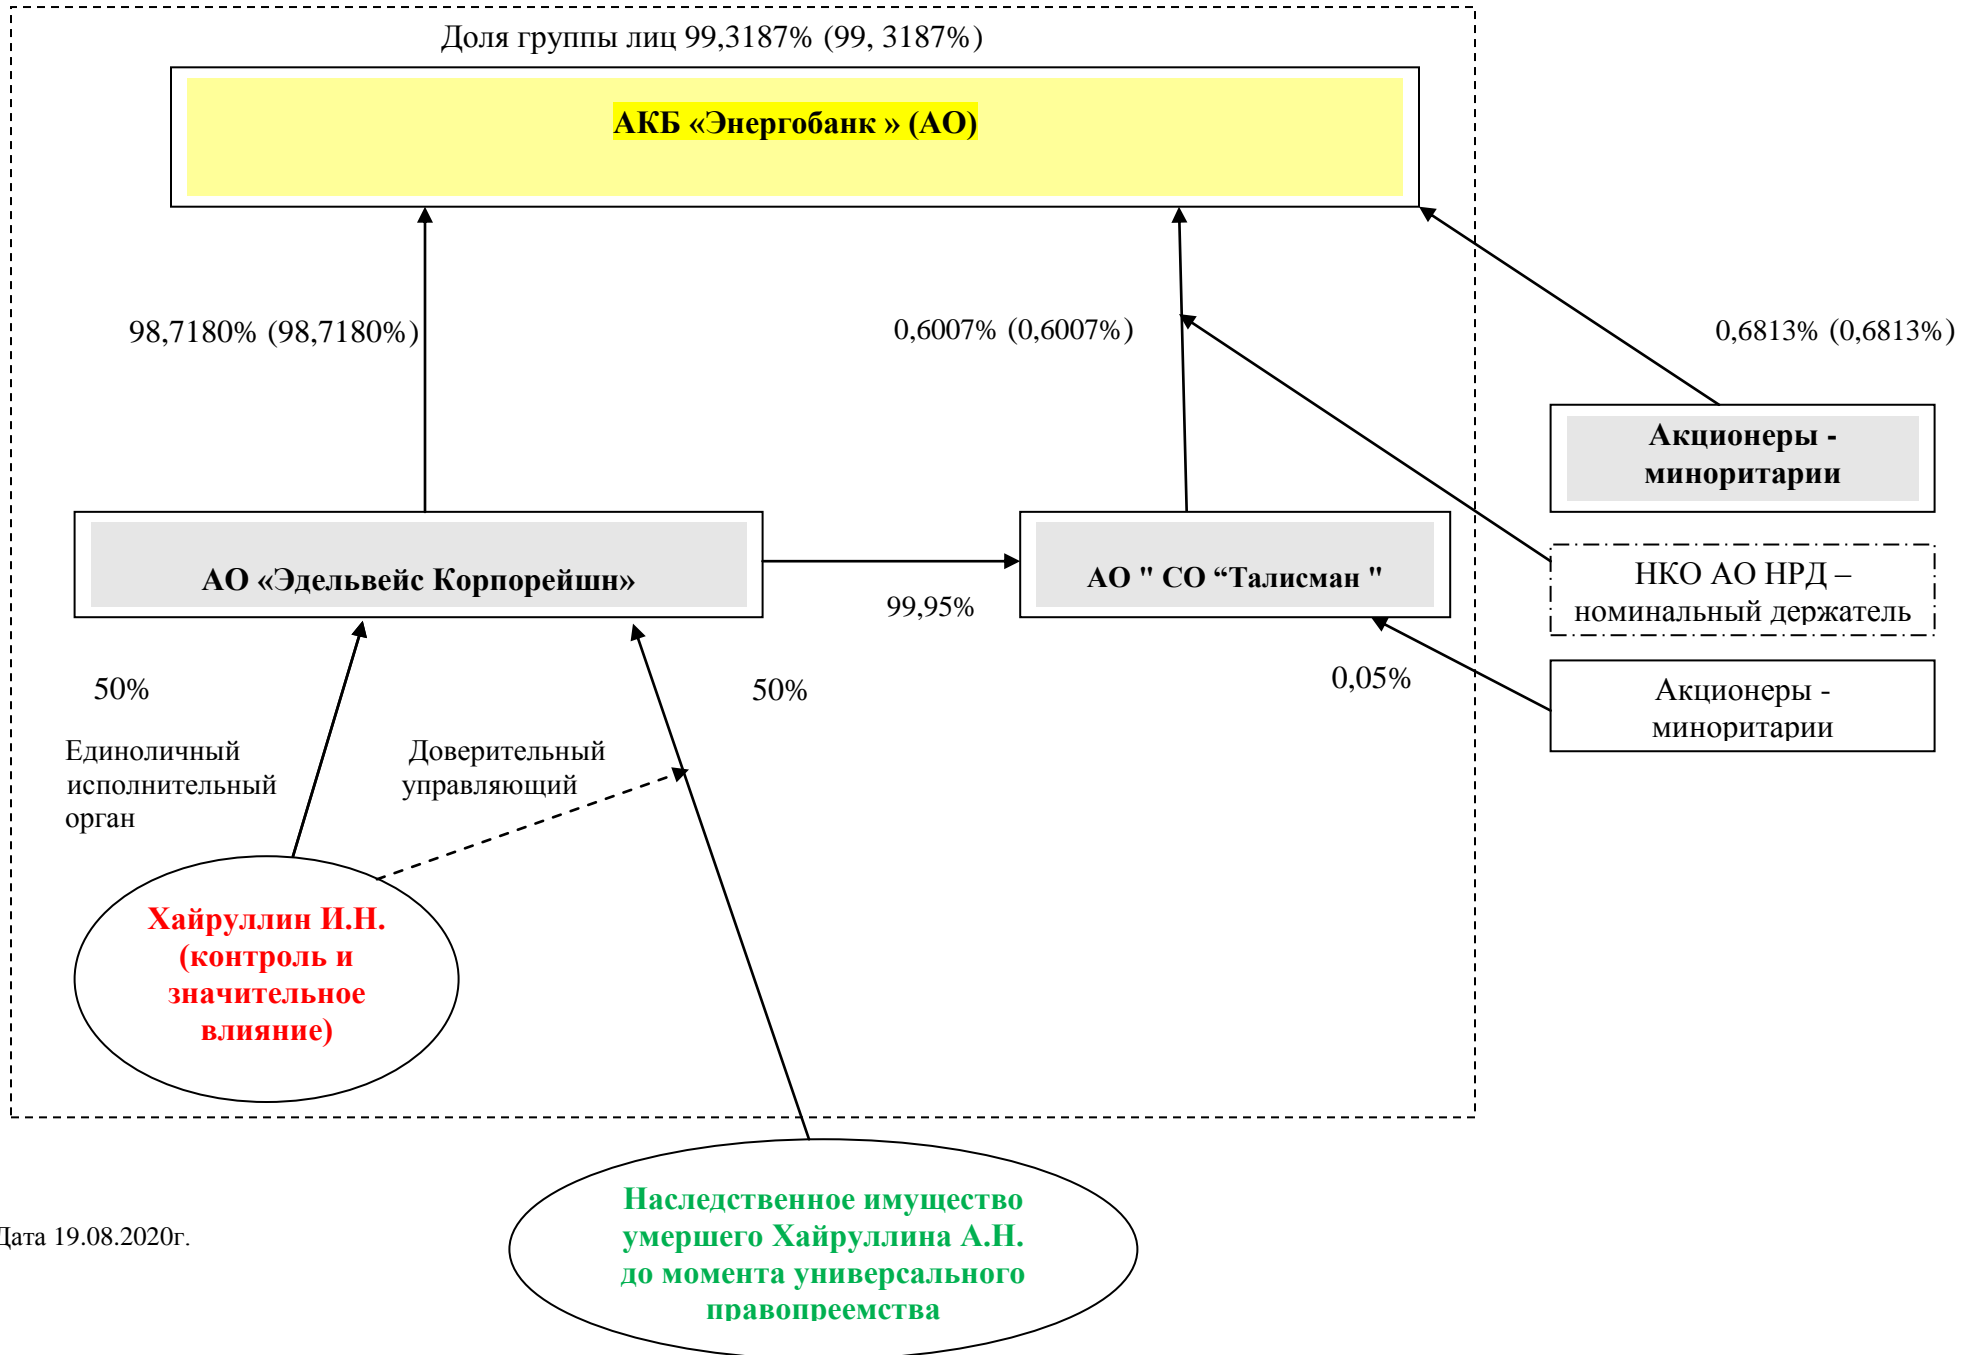 Доля группы лиц 99,3187% (99, 3187%)
АКБ «Энергобанк » (АО)
98,7180% (98,7180%)
0,6007% (0,6007%)
0,6813% (0,6813%)
Акционеры -
миноритарии
АО «Эдельвейс Корпорейшн»
99,95%
АО " СО “Талисман "
НКО АО НРД –
номинальный держатель
0,05%
Акционеры -
миноритарии
50%
50%
Единоличный
исполнительный
орган
Доверительный
управляющий
Хайруллин И.Н.
(контроль и
значительное
влияние)
Наследственное имущество
умершего Хайруллина А.Н.
до момента универсального
правопреемства
Дата 19.08.2020г.